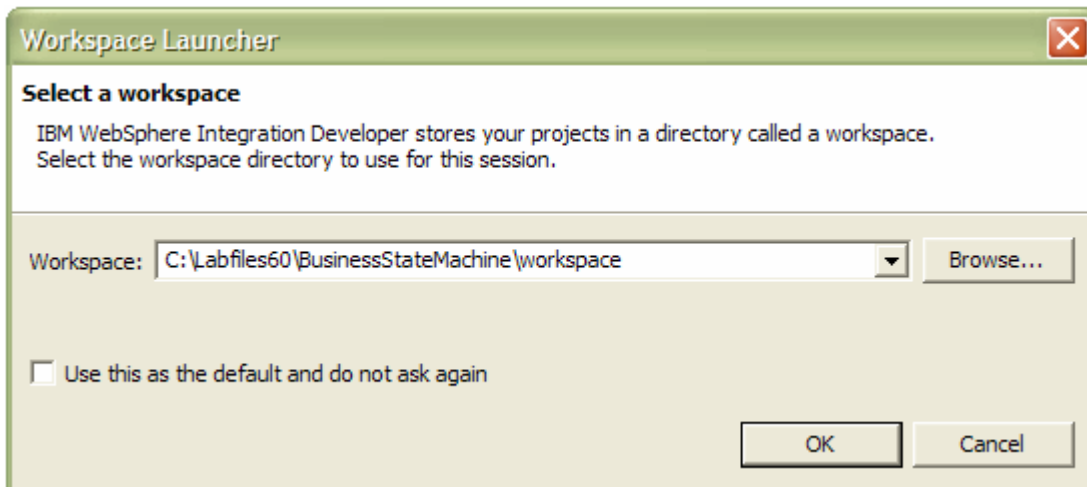 Workspace Launcher
Select a workspace
IBM WebSphere Integration Developer stores your projects in a directory called a workspace.
Select the workspace directory to use for this session.
Workspace: C:\Labfiles60\BusinessStateMachine\workspace Browse...
Use this as the default and do not ask again
OK Cancel